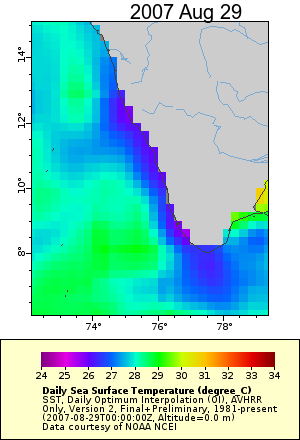 2007 Aug 29
14°
12°
10°
8°
74°
76°
78°
24 25 26 27 28 29 30 31 32 33 34
Daily Sea Surface Temperature (degree_C)
SST, Daily Optimum Interpolation (OI), AVHRR
Only, Version 2, Final+Preliminary, 1981-present
(2007-08-29T00:00:00Z, Altitude=0.0 m)
Data courtesy of NOAA NCEI